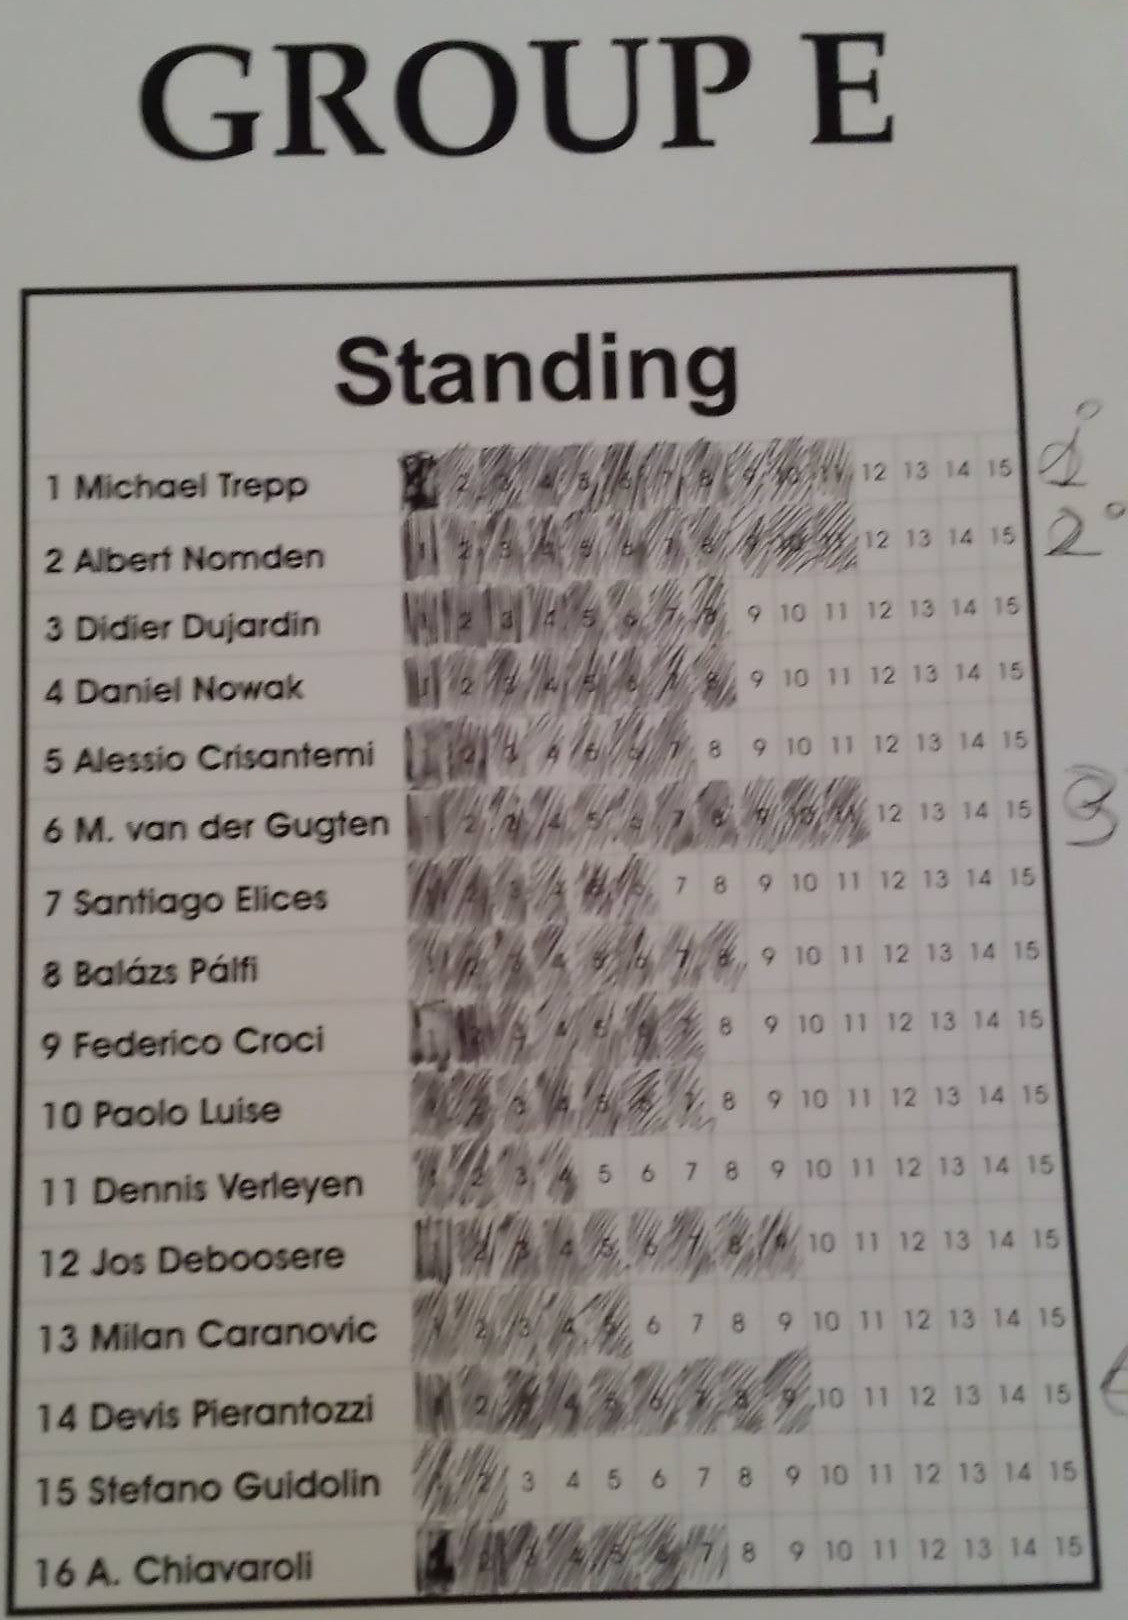 GROUP E
Standing
1 Michael Trepp 1 2 3 4 5 6 7 8 9 10 11 12 13 14 15 1°
2 Albert Nomden 1 2 3 4 5 6 7 8 9 10 11 12 13 14 15 2°
3 Didier Dujardin 1 2 3 4 5 6 7 8 9 10 11 12 13 14 15
4 Daniel Nowak 1 2 3 4 5 6 7 8 9 10 11 12 13 14 15
5 Alessio Crisantemi 1 2 3 4 5 6 7 8 9 10 11 12 13 14 15
6 M. van der Gugten 1 2 3 4 5 6 7 8 9 10 11 12 13 14 15 3
7 Santiago Elices 1 2 3 4 5 6 7 8 9 10 11 12 13 14 15
8 Balázs Pálfi 1 2 3 4 5 6 7 8 9 10 11 12 13 14 15
9 Federico Croci 1 2 3 4 5 6 7 8 9 10 11 12 13 14 15
10 Paolo Luise 1 2 3 4 5 6 7 8 9 10 11 12 13 14 15
11 Dennis Verleyen 1 2 3 4 5 6 7 8 9 10 11 12 13 14 15
12 Jos Deboosere 1 2 3 4 5 6 7 8 9 10 11 12 13 14 15
13 Milan Caranovic 1 2 3 4 5 6 7 8 9 10 11 12 13 14 15
14 Devis Pierantozzi 1 2 3 4 5 6 7 8 9 10 11 12 13 14 15
15 Stefano Guidolin 1 2 3 4 5 6 7 8 9 10 11 12 13 14 15
16 A. Chiavaroli 1 2 3 4 5 6 7 8 9 10 11 12 13 14 15